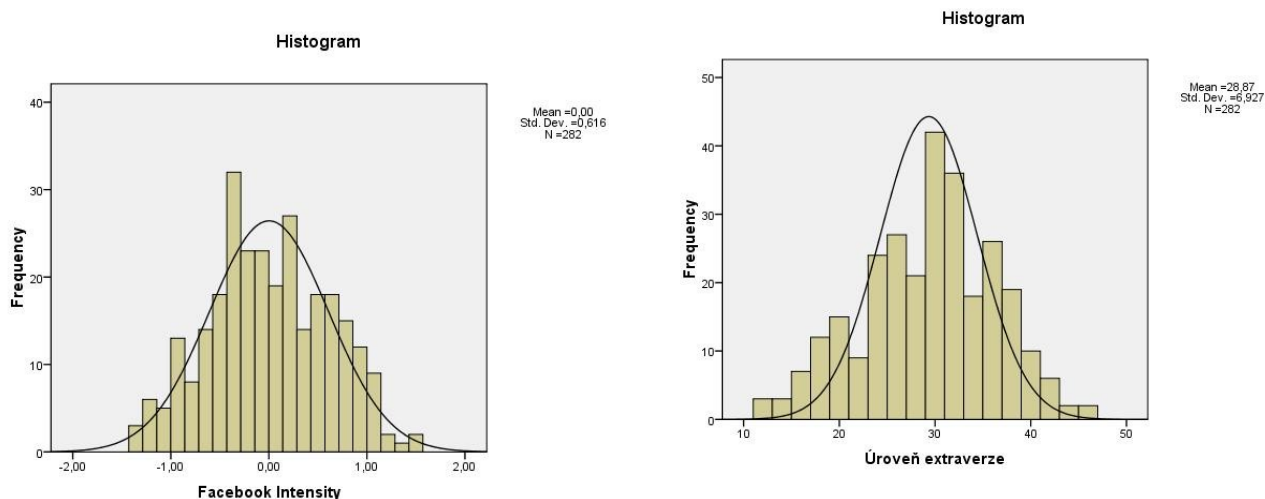 Histogram
Mean =0,00
Std. Dev. =0,616
N =282
40
30
20
10
0
Frequency
-2,00 -1,00 0,00 1,00 2,00
Facebook Intensity
Histogram
Mean =28,87
Std. Dev. =6,927
N =282
50
40
30
20
10
0
Frequency
10 20 30 40 50
Úroveň extraverze